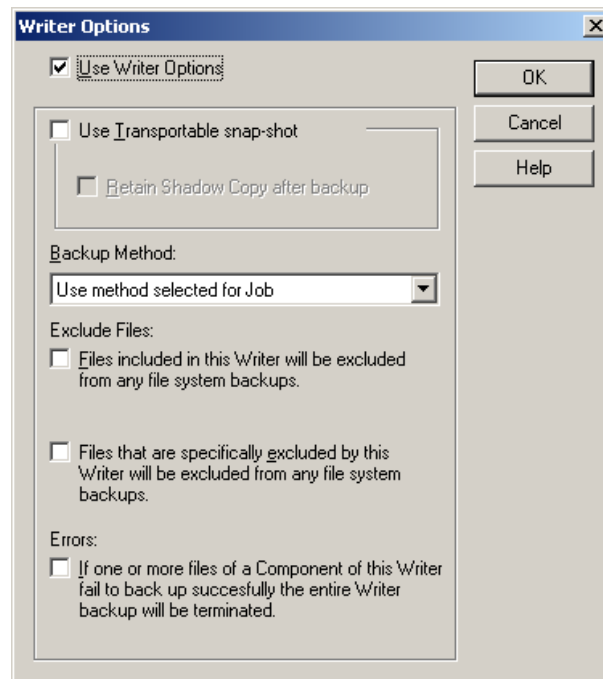 Writer Options
Use Writer Options
OK
Cancel
Help
Use Transportable snap-shot
Retain Shadow Copy after backup
Backup Method:
Use method selected for Job
Exclude Files:
Files included in this Writer will be excluded
from any file system backups.
Files that are specifically excluded by this
Writer will be excluded from any file system
backups.
Errors:
If one or more files of a Component of this Writer
fail to back up succesfully the entire Writer
backup will be terminated.